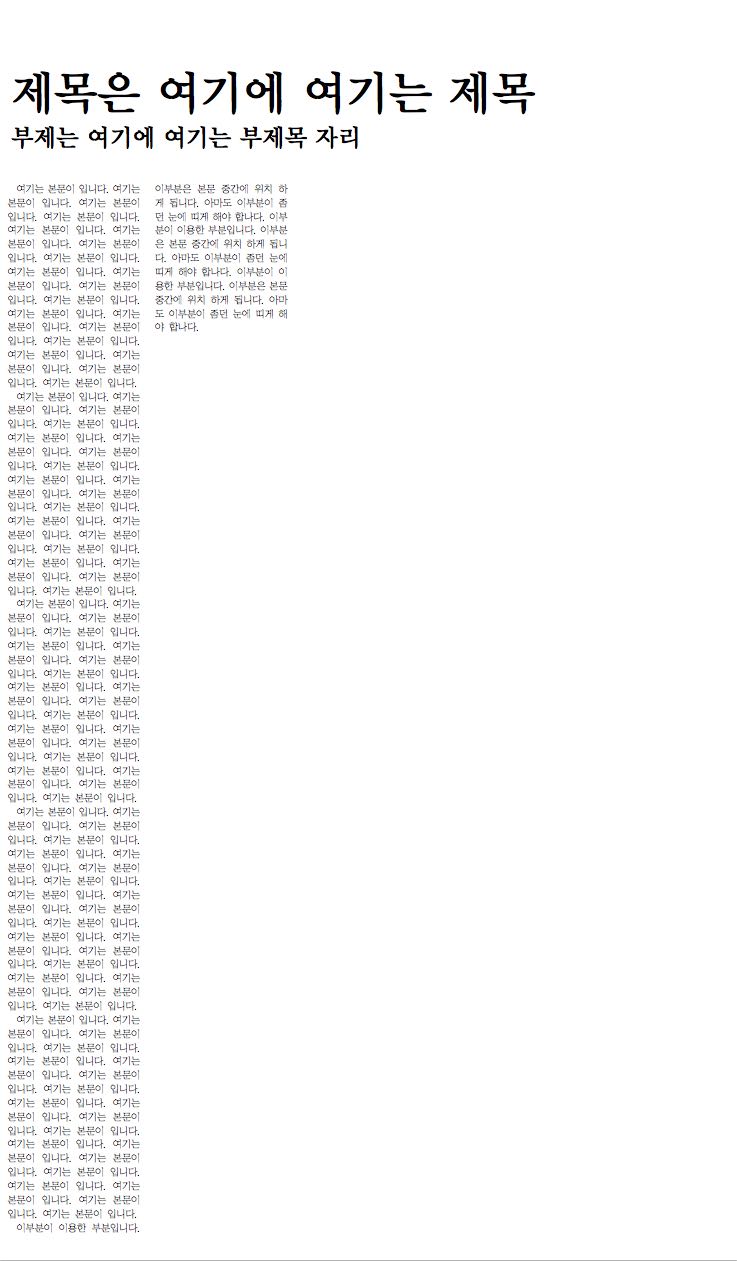 제목은 여기에 여기는 제목
부제는 여기에 여기는 부제목 자리
여기는 본문이 입니다. 여기는
본문이 입니다. 여기는 본문이
입니다. 여기는 본문이 입니다.
여기는 본문이 입니다. 여기는
본문이 입니다. 여기는 본문이
입니다. 여기는 본문이 입니다.
여기는 본문이 입니다. 여기는
본문이 입니다. 여기는 본문이
입니다. 여기는 본문이 입니다.
여기는 본문이 입니다. 여기는
본문이 입니다. 여기는 본문이
입니다. 여기는 본문이 입니다.
여기는 본문이 입니다. 여기는
본문이 입니다. 여기는 본문이
입니다. 여기는 본문이 입니다.
여기는 본문이 입니다. 여기는
본문이 입니다. 여기는 본문이
입니다. 여기는 본문이 입니다.
여기는 본문이 입니다. 여기는
본문이 입니다. 여기는 본문이
입니다. 여기는 본문이 입니다.
여기는 본문이 입니다. 여기는
본문이 입니다. 여기는 본문이
입니다. 여기는 본문이 입니다.
여기는 본문이 입니다. 여기는
본문이 입니다. 여기는 본문이
입니다. 여기는 본문이 입니다.
여기는 본문이 입니다. 여기는
본문이 입니다. 여기는 본문이
입니다. 여기는 본문이 입니다.
여기는 본문이 입니다. 여기는
본문이 입니다. 여기는 본문이
입니다. 여기는 본문이 입니다.
여기는 본문이 입니다. 여기는
본문이 입니다. 여기는 본문이
입니다. 여기는 본문이 입니다.
여기는 본문이 입니다. 여기는
본문이 입니다. 여기는 본문이
입니다. 여기는 본문이 입니다.
여기는 본문이 입니다. 여기는
본문이 입니다. 여기는 본문이
입니다. 여기는 본문이 입니다.
여기는 본문이 입니다. 여기는
본문이 입니다. 여기는 본문이
입니다. 여기는 본문이 입니다.
여기는 본문이 입니다. 여기는
본문이 입니다. 여기는 본문이
입니다. 여기는 본문이 입니다.
여기는 본문이 입니다. 여기는
본문이 입니다. 여기는 본문이
입니다. 여기는 본문이 입니다.
여기는 본문이 입니다. 여기는
본문이 입니다. 여기는 본문이
입니다. 여기는 본문이 입니다.
여기는 본문이 입니다. 여기는
본문이 입니다. 여기는 본문이
입니다. 여기는 본문이 입니다.
여기는 본문이 입니다. 여기는
본문이 입니다. 여기는 본문이
입니다. 여기는 본문이 입니다.
여기는 본문이 입니다. 여기는
본문이 입니다. 여기는 본문이
입니다. 여기는 본문이 입니다.
여기는 본문이 입니다. 여기는
본문이 입니다. 여기는 본문이
입니다. 여기는 본문이 입니다.
여기는 본문이 입니다. 여기는
본문이 입니다. 여기는 본문이
입니다. 여기는 본문이 입니다.
여기는 본문이 입니다. 여기는
본문이 입니다. 여기는 본문이
입니다. 여기는 본문이 입니다.
여기는 본문이 입니다. 여기는
본문이 입니다. 여기는 본문이
입니다. 여기는 본문이 입니다.
이부분이 이용한 부분입니다.
이부분은 본문 중간에 위치 하
게 됩니다. 아마도 이부분이 좀
던 눈에 띠게 해야 합나다. 이부
분이 이용한 부분입니다. 이부분
은 본문 중간에 위치 하게 됩니
다. 아마도 이부분이 좀던 눈에
띠게 해야 합나다. 이부분이 이
용한 부분입니다. 이부분은 본문
중간에 위치 하게 됩니다. 아마
도 이부분이 좀던 눈에 띠게 해
야 합나다.